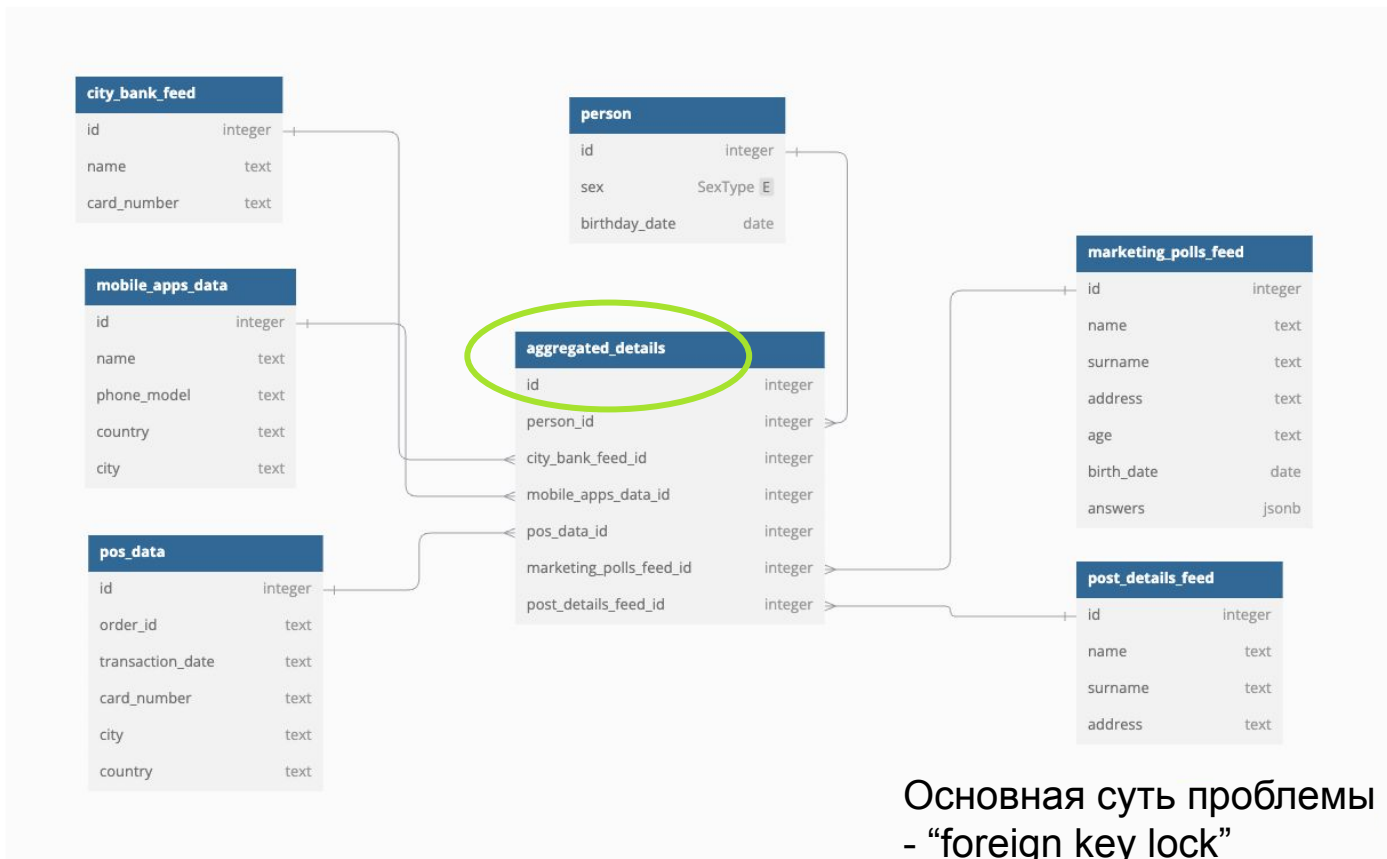 city_bank_feed
id integer
name text
card_number text
person
id integer
sex SexType E
birthday_date date
mobile_apps_data
id integer
name text
phone_model text
country text
city text
marketing_polls_feed
id integer
name text
surname text
address text
age text
birth_date date
answers jsonb
aggregated_details
id integer
person_id integer
city_bank_feed_id integer
mobile_apps_data_id integer
pos_data_id integer
marketing_polls_feed_id integer
post_details_feed_id integer
pos_data
id integer
order_id text
transaction_date text
card_number text
city text
country text
post_details_feed
id integer
name text
surname text
address text
Основная суть проблемы
- “foreign key lock”